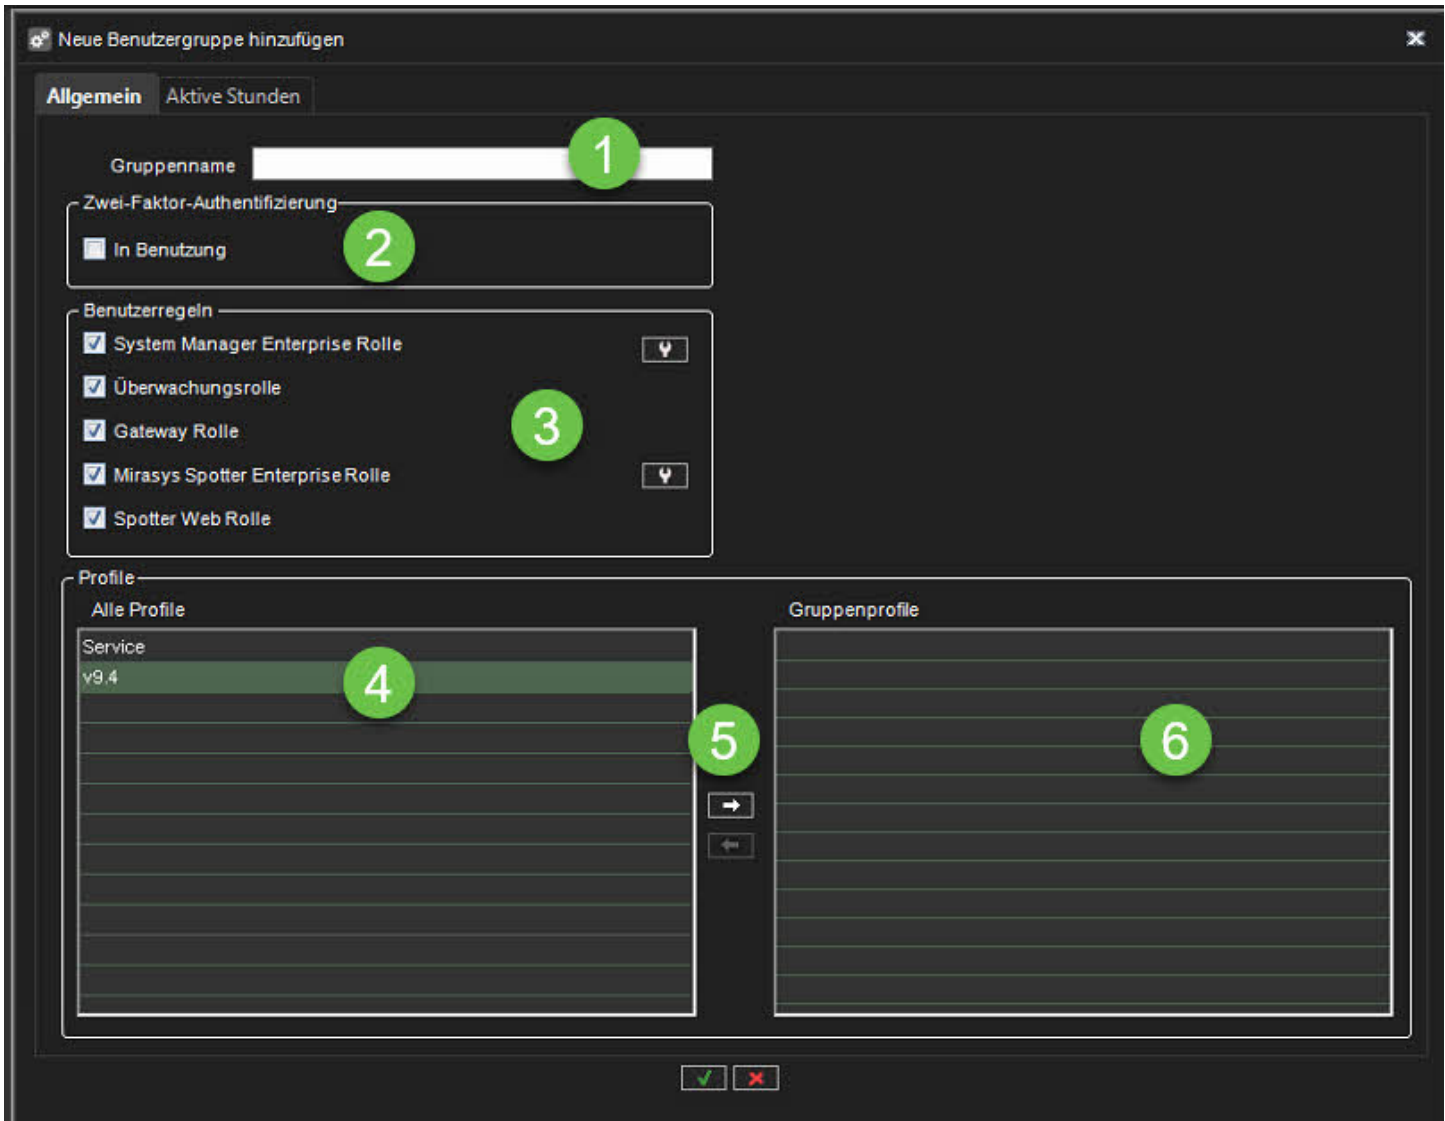 Neue Benutzergruppe hinzufügen
Allgemein Aktive Stunden
Gruppenname 1
Zwei-Faktor-Authentifizierung
In Benutzung 2
Benutzerregeln
System Manager Enterprise Rolle
Überwachungsrolle
Gateway Rolle 3
Mirasys Spotter Enterprise Rolle
Spotter Web Rolle
Profile
Alle Profile Gruppenprofile
Service
v9.4 4
5 6